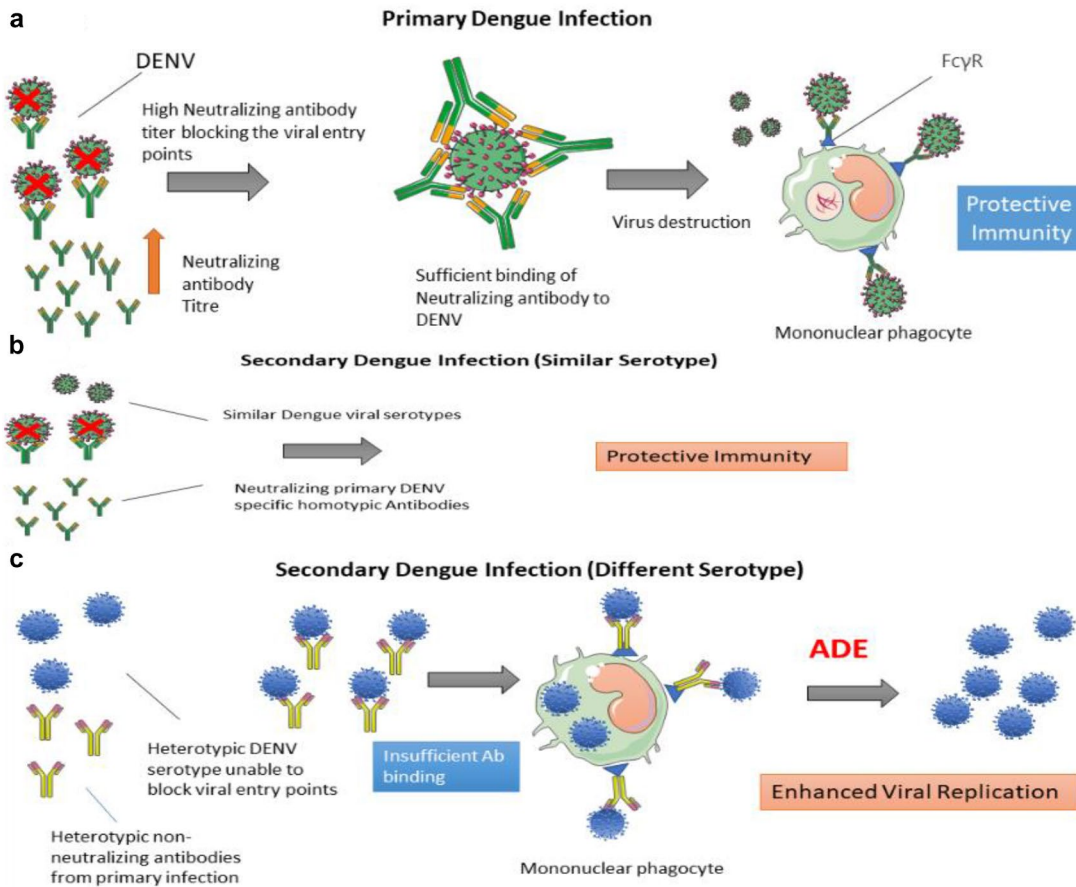 a
Primary Dengue Infection
DENV
High Neutralizing antibody
titer blocking the viral entry
points
Neutralizing
antibody
Titre
Sufficient binding of
Neutralizing antibody to
DENV
Virus destruction
FcγR
Protective
Immunity
Mononuclear phagocyte
b
Secondary Dengue Infection (Similar Serotype)
Similar Dengue viral serotypes
Neutralizing primary DENV
specific homotypic Antibodies
Protective Immunity
c
Secondary Dengue Infection (Different Serotype)
Heterotypic DENV
serotype unable to
block viral entry points
Heterotypic non-
neutralizing antibodies
from primary infection
Insufficient Ab
binding
Mononuclear phagocyte
ADE
Enhanced Viral Replication